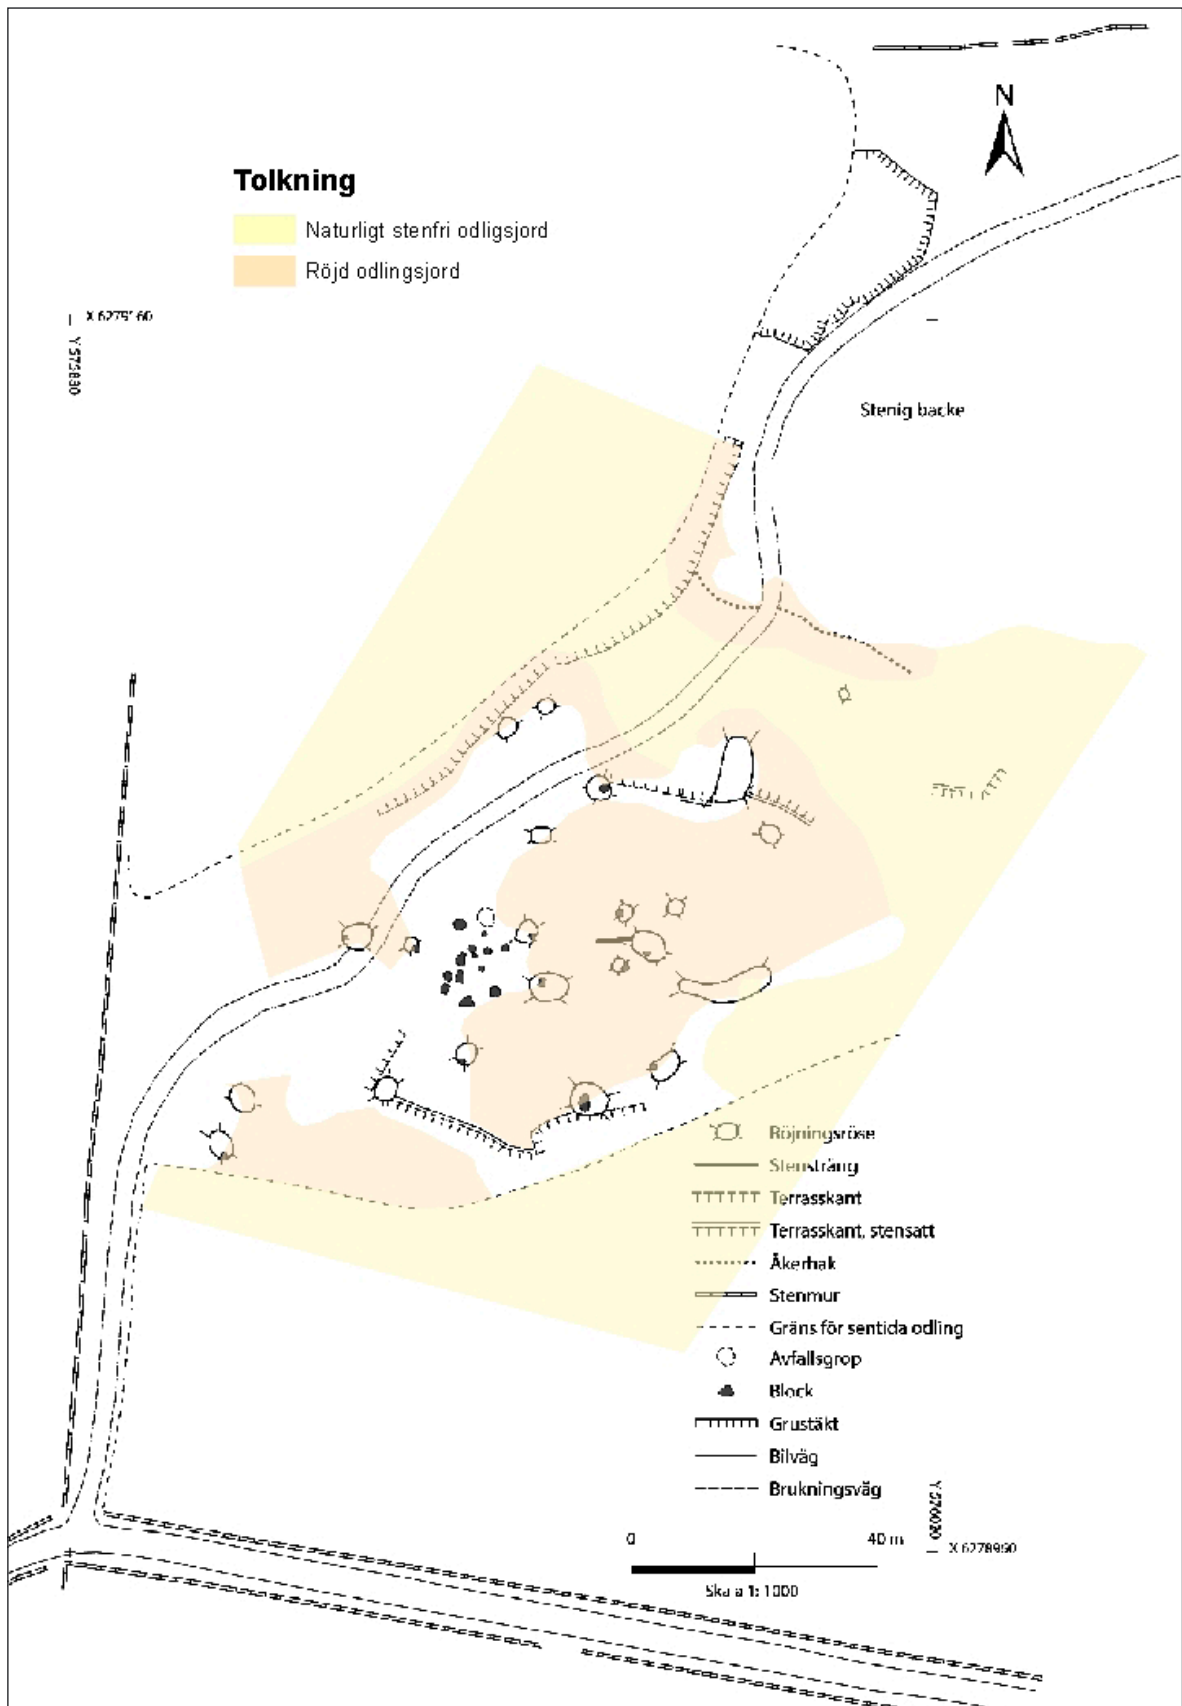 N
Tolkning
Naturligt stenfri odligsjord
Röjd odlingsjord
Stenig backe
Röjningsröse
Stensträng
Terrasskant
Terrasskant, stensatt
Åkerhak
Stenmur
Gräns för sentida odling
Avfallsgrop
Block
Grustäkt
Bilväg
Brukningsväg
0 40 m
X 6278990
Ska a 1: 1000